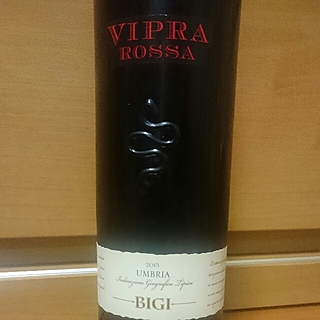 VIPRA
ROSSA
2015
UMBRIA
Indicazione Geografica Tipica
BIGI